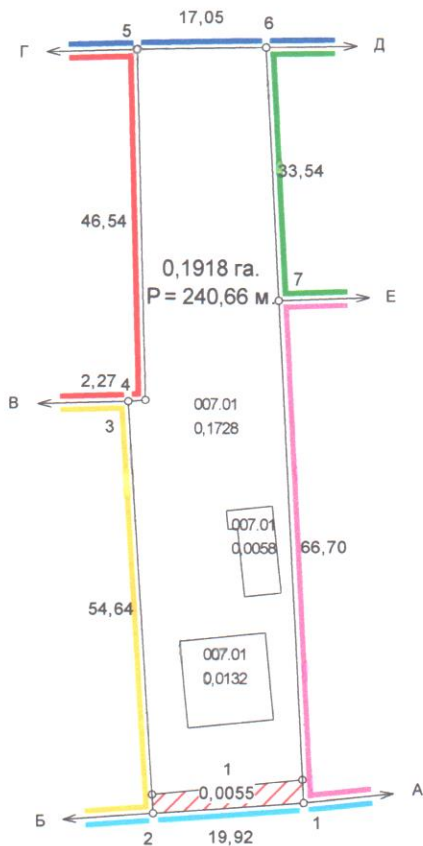 17,05
5
6
Г
Д
33,54
46,54
0,1918 га.
P = 240,66 м.
7
Е
2,27
4
В
3
007.01
0,1728
007.01
0,0058
66,70
54,64
007.01
0,0132
1
0,0055
А
Б
2
19,92
1